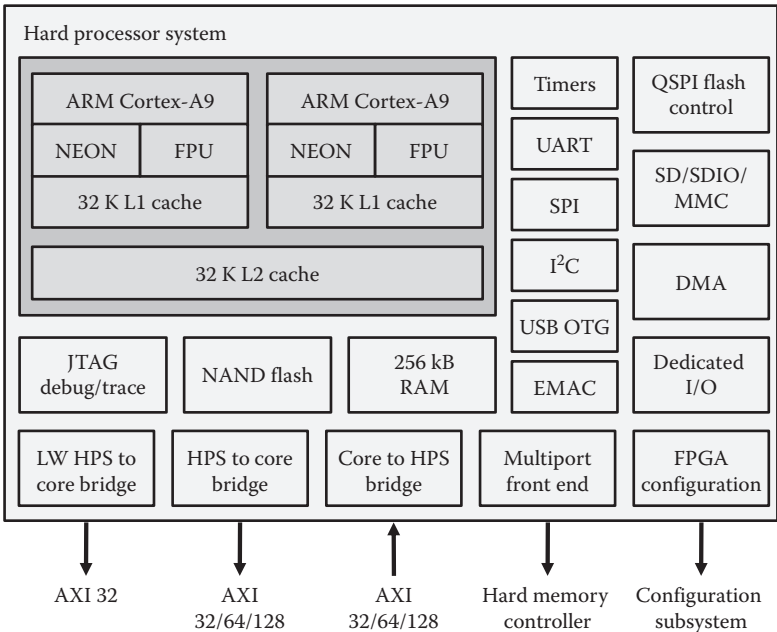 Hard processor system
ARM Cortex-A9
NEON
FPU
32 K L1 cache
ARM Cortex-A9
NEON
FPU
32 K L1 cache
32 K L2 cache
Timers
UART
SPI
I²C
USB OTG
EMAC
QSPI flash
control
SD/SDIO/
MMC
DMA
Dedicated
I/O
JTAG
debug/trace
NAND flash
256 kB
RAM
LW HPS to
core bridge
HPS to core
bridge
Core to HPS
bridge
Multiport
front end
FPGA
configuration
AXI 32
AXI
32/64/128
AXI
32/64/128
Hard memory
controller
Configuration
subsystem